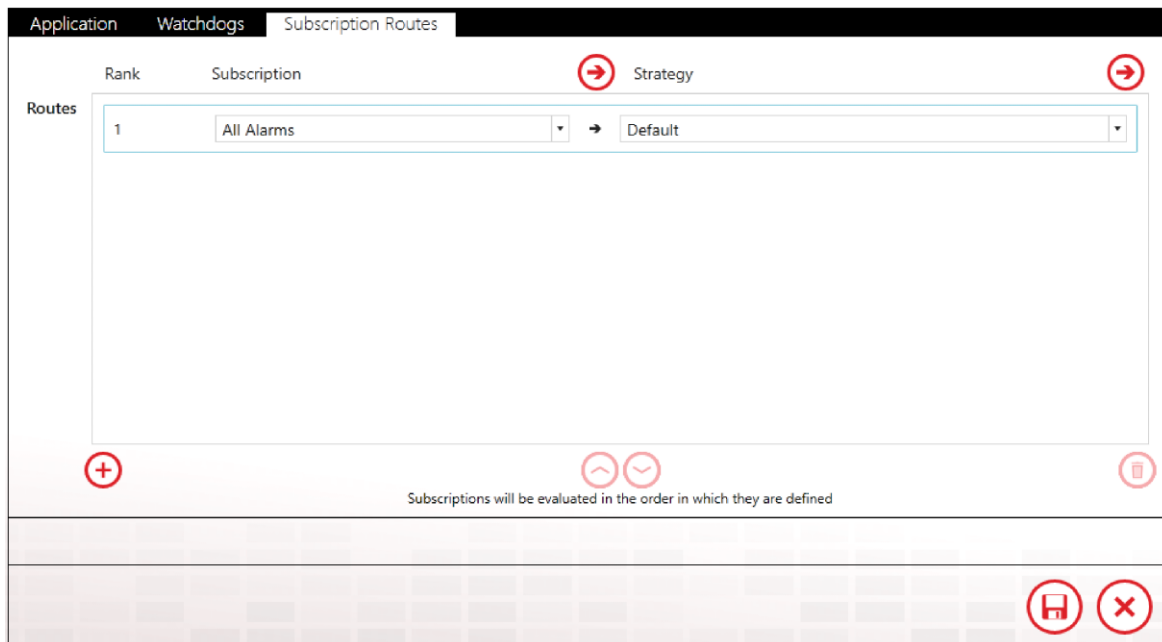 Application Watchdogs Subscription Routes
Rank Subscription Strategy
Routes
1 All Alarms Default
Subscriptions will be evaluated in the order in which they are defined